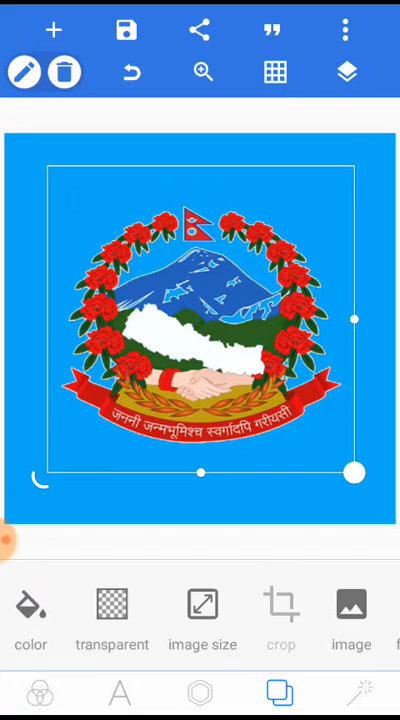 जननी जन्मभूमिश्च स्वर्गादपि गरीयसी
color transparent image size crop image